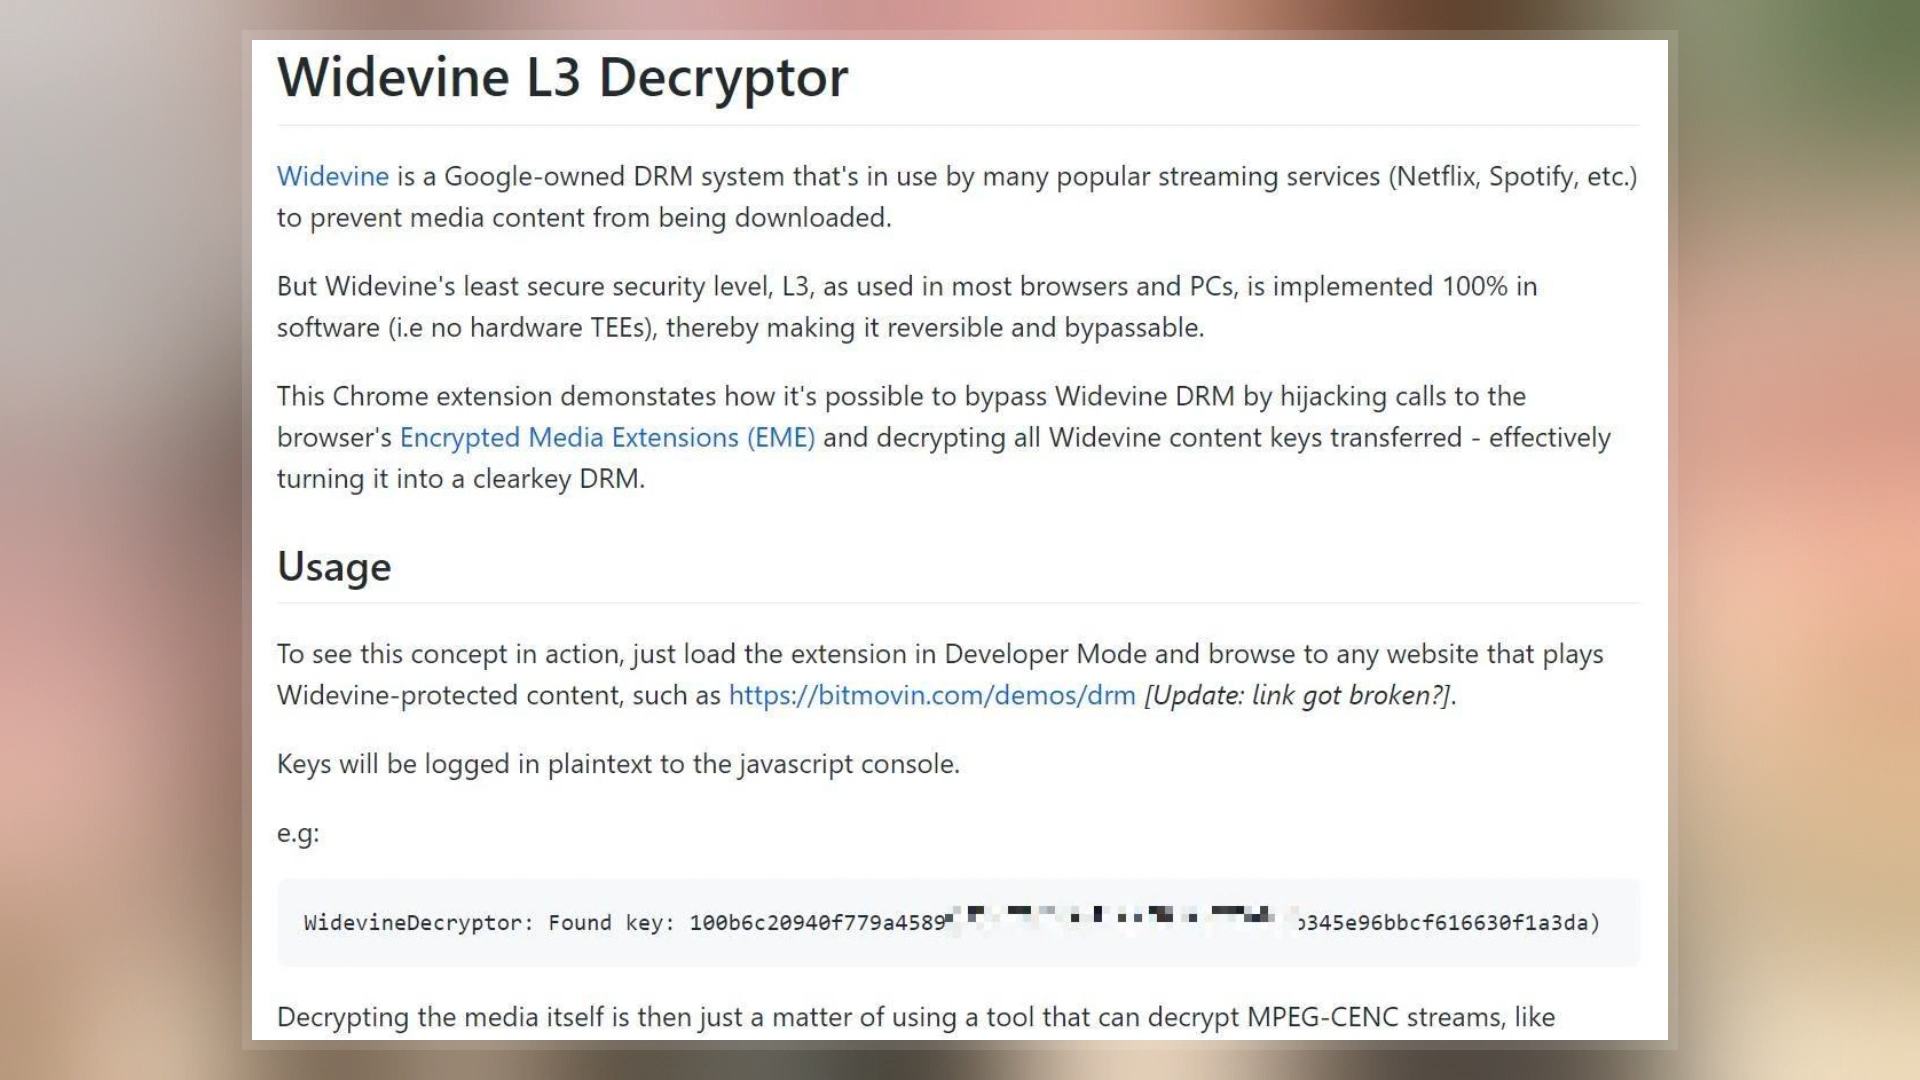 Widevine L3 Decryptor
Widevine is a Google-owned DRM system that's in use by many popular streaming services (Netflix, Spotify, etc.)
to prevent media content from being downloaded.
But Widevine's least secure security level, L3, as used in most browsers and PCs, is implemented 100% in
software (i.e no hardware TEEs), thereby making it reversible and bypassable.
This Chrome extension demonstates how it's possible to bypass Widevine DRM by hijacking calls to the
browser's Encrypted Media Extensions (EME) and decrypting all Widevine content keys transferred - effectively
turning it into a clearkey DRM.
Usage
To see this concept in action, just load the extension in Developer Mode and browse to any website that plays
Widevine-protected content, such as https://bitmovin.com/demos/drm [Update: link got broken?].
Keys will be logged in plaintext to the javascript console.
e.g:
WidevineDecryptor: Found key:
Decrypting the media itself is then just a matter of using a tool that can decrypt MPEG-CENC streams, like